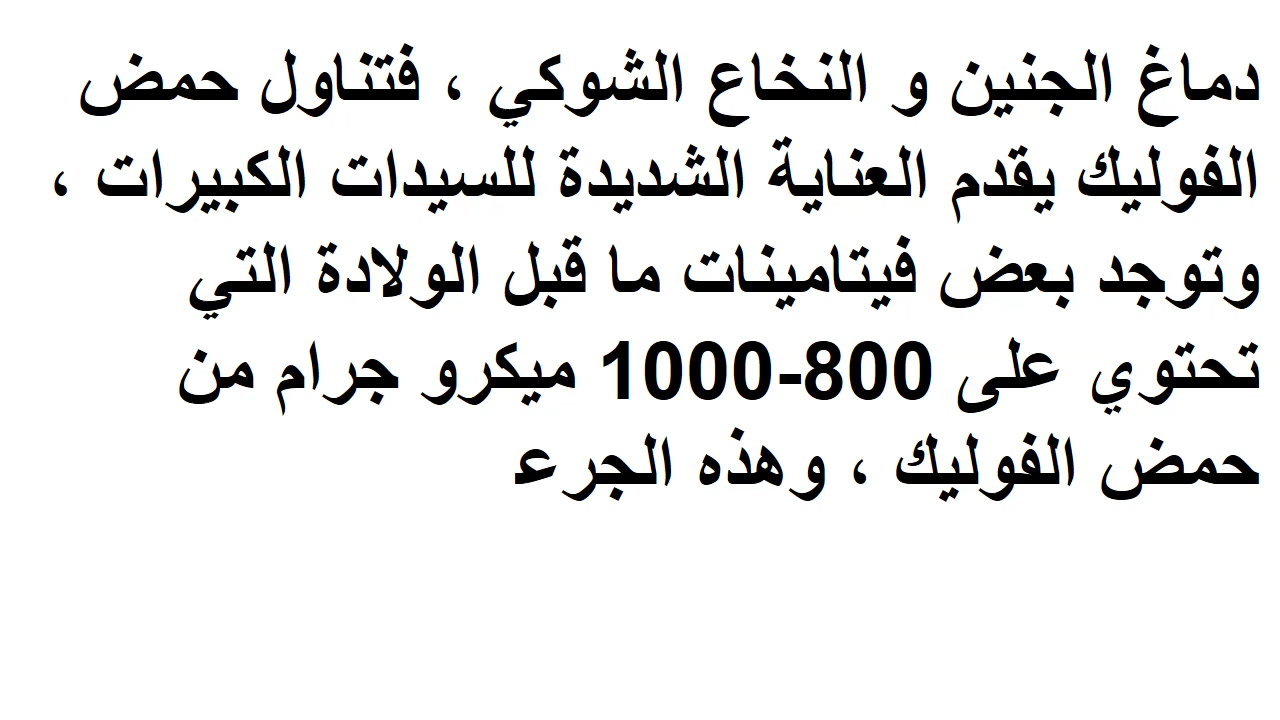 دماغ الجنين و النخاع الشوكي ، فتناول حمض
الفوليك يقدم العناية الشديدة للسيدات الكبيرات ،
وتوجد بعض فيتامينات ما قبل الولادة التي
تحتوي على 800-1000 ميكرو جرام من
حمض الفوليك ، وهذه الجرع